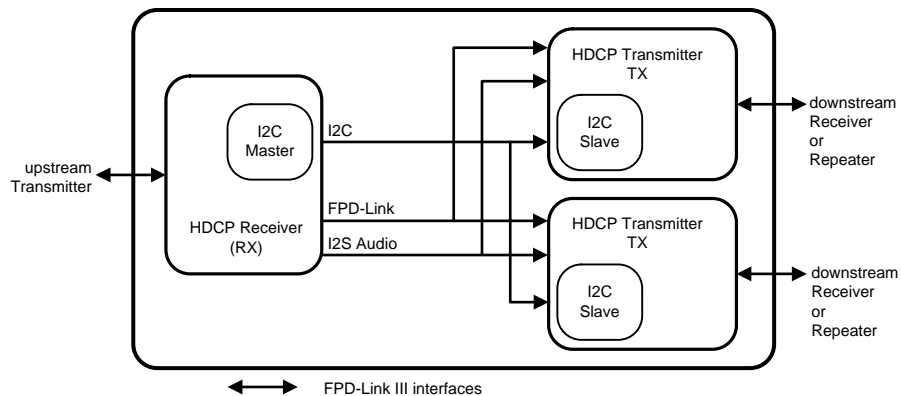 upstream
Transmitter
I2C
Master
HDCP Receiver
(RX)
I2C
FPD-Link
I2S Audio
HDCP Transmitter
TX
I2C
Slave
downstream
Receiver
or
Repeater
HDCP Transmitter
TX
I2C
Slave
downstream
Receiver
or
Repeater
FPD-Link III interfaces